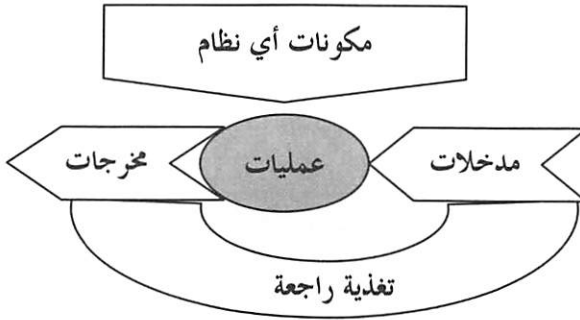 مكونات أي نظام
مدخلات
عمليات
مخرجات
تغذية راجعة